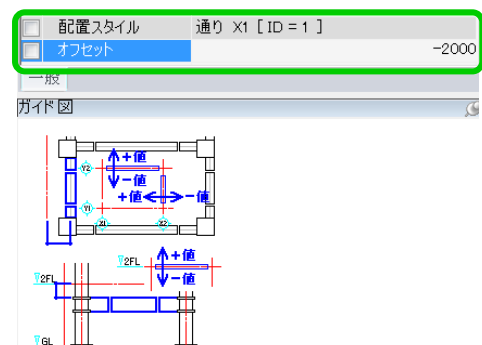 配置スタイル 通り X1 [ ID = 1 ]
オフセット -2000
一般
ガイド図
+値
Y2
-値
+値 -値
Y1
X1 X2
+値
2FL
-値
2FL
GL